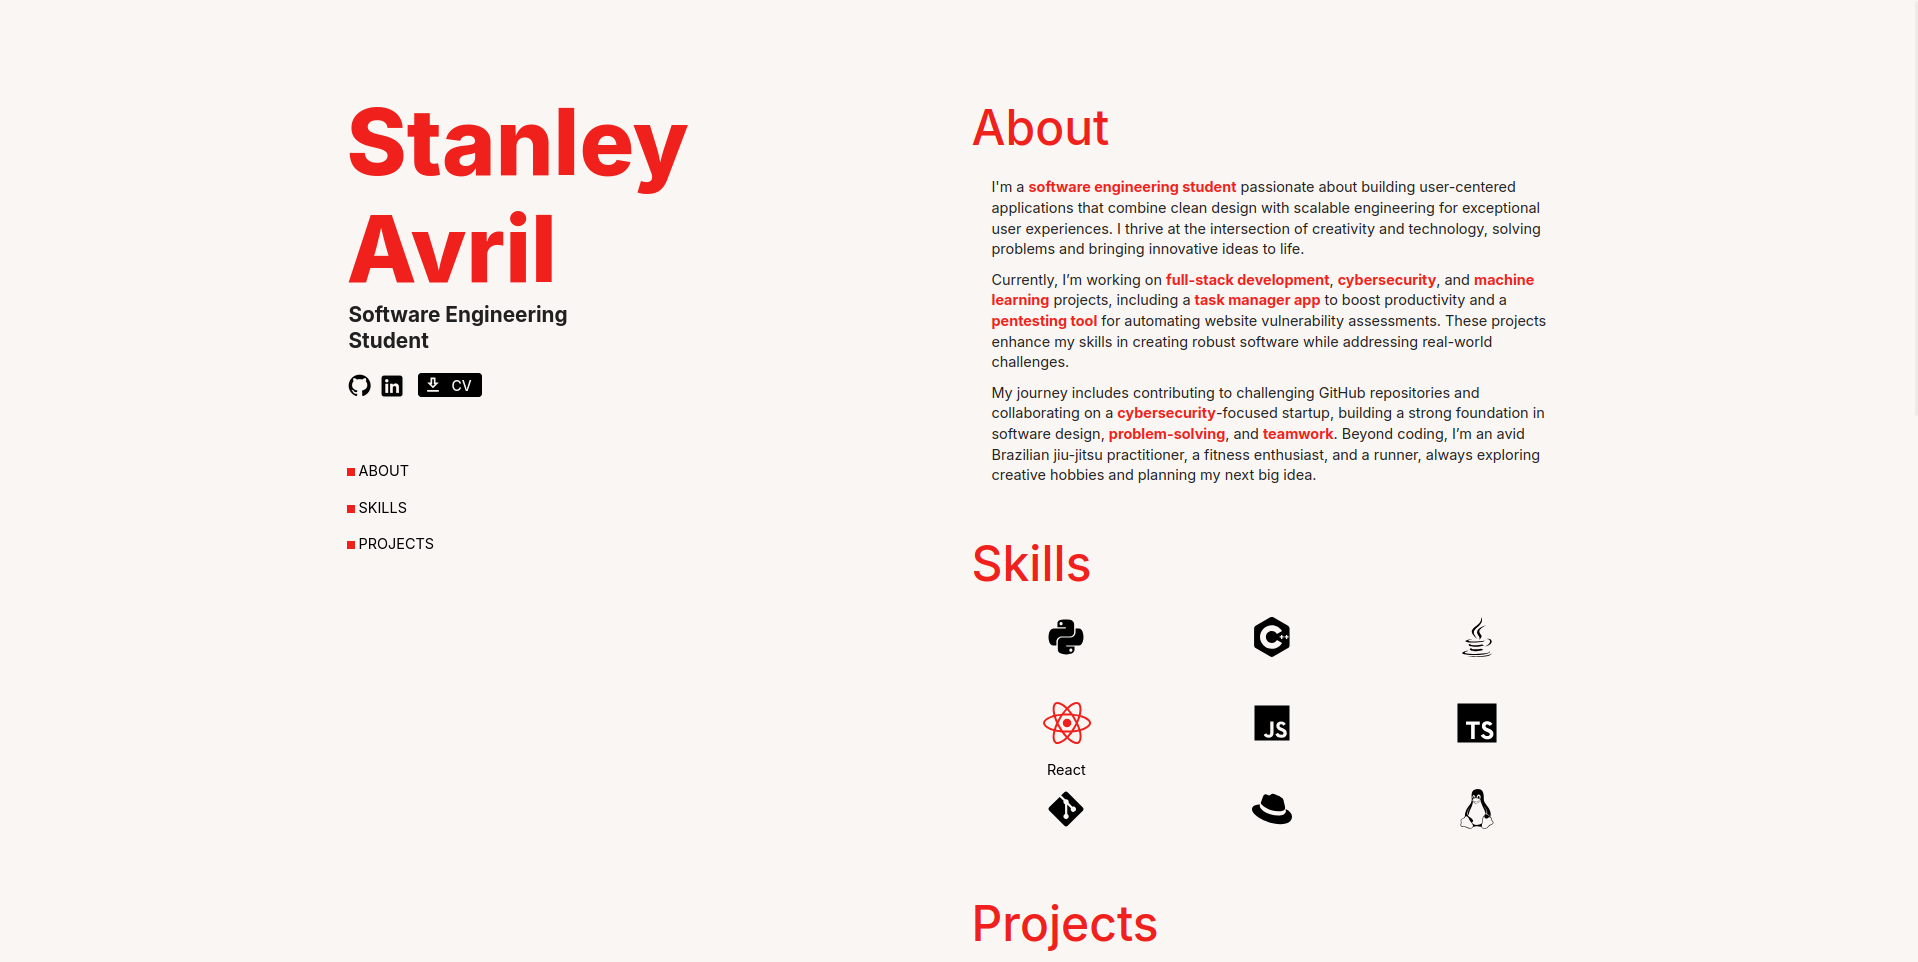 Stanley
Avril
Software Engineering
Student
CV
ABOUT
SKILLS
PROJECTS
About
I'm a software engineering student passionate about building user-centered
applications that combine clean design with scalable engineering for exceptional
user experiences. I thrive at the intersection of creativity and technology, solving
problems and bringing innovative ideas to life.
Currently, I’m working on full-stack development, cybersecurity, and machine
learning projects, including a task manager app to boost productivity and a
pentesting tool for automating website vulnerability assessments. These projects
enhance my skills in creating robust software while addressing real-world
challenges.
My journey includes contributing to challenging GitHub repositories and
collaborating on a cybersecurity-focused startup, building a strong foundation in
software design, problem-solving, and teamwork. Beyond coding, I’m an avid
Brazilian jiu-jitsu practitioner, a fitness enthusiast, and a runner, always exploring
creative hobbies and planning my next big idea.
Skills
C++
JS
TS
React
Projects